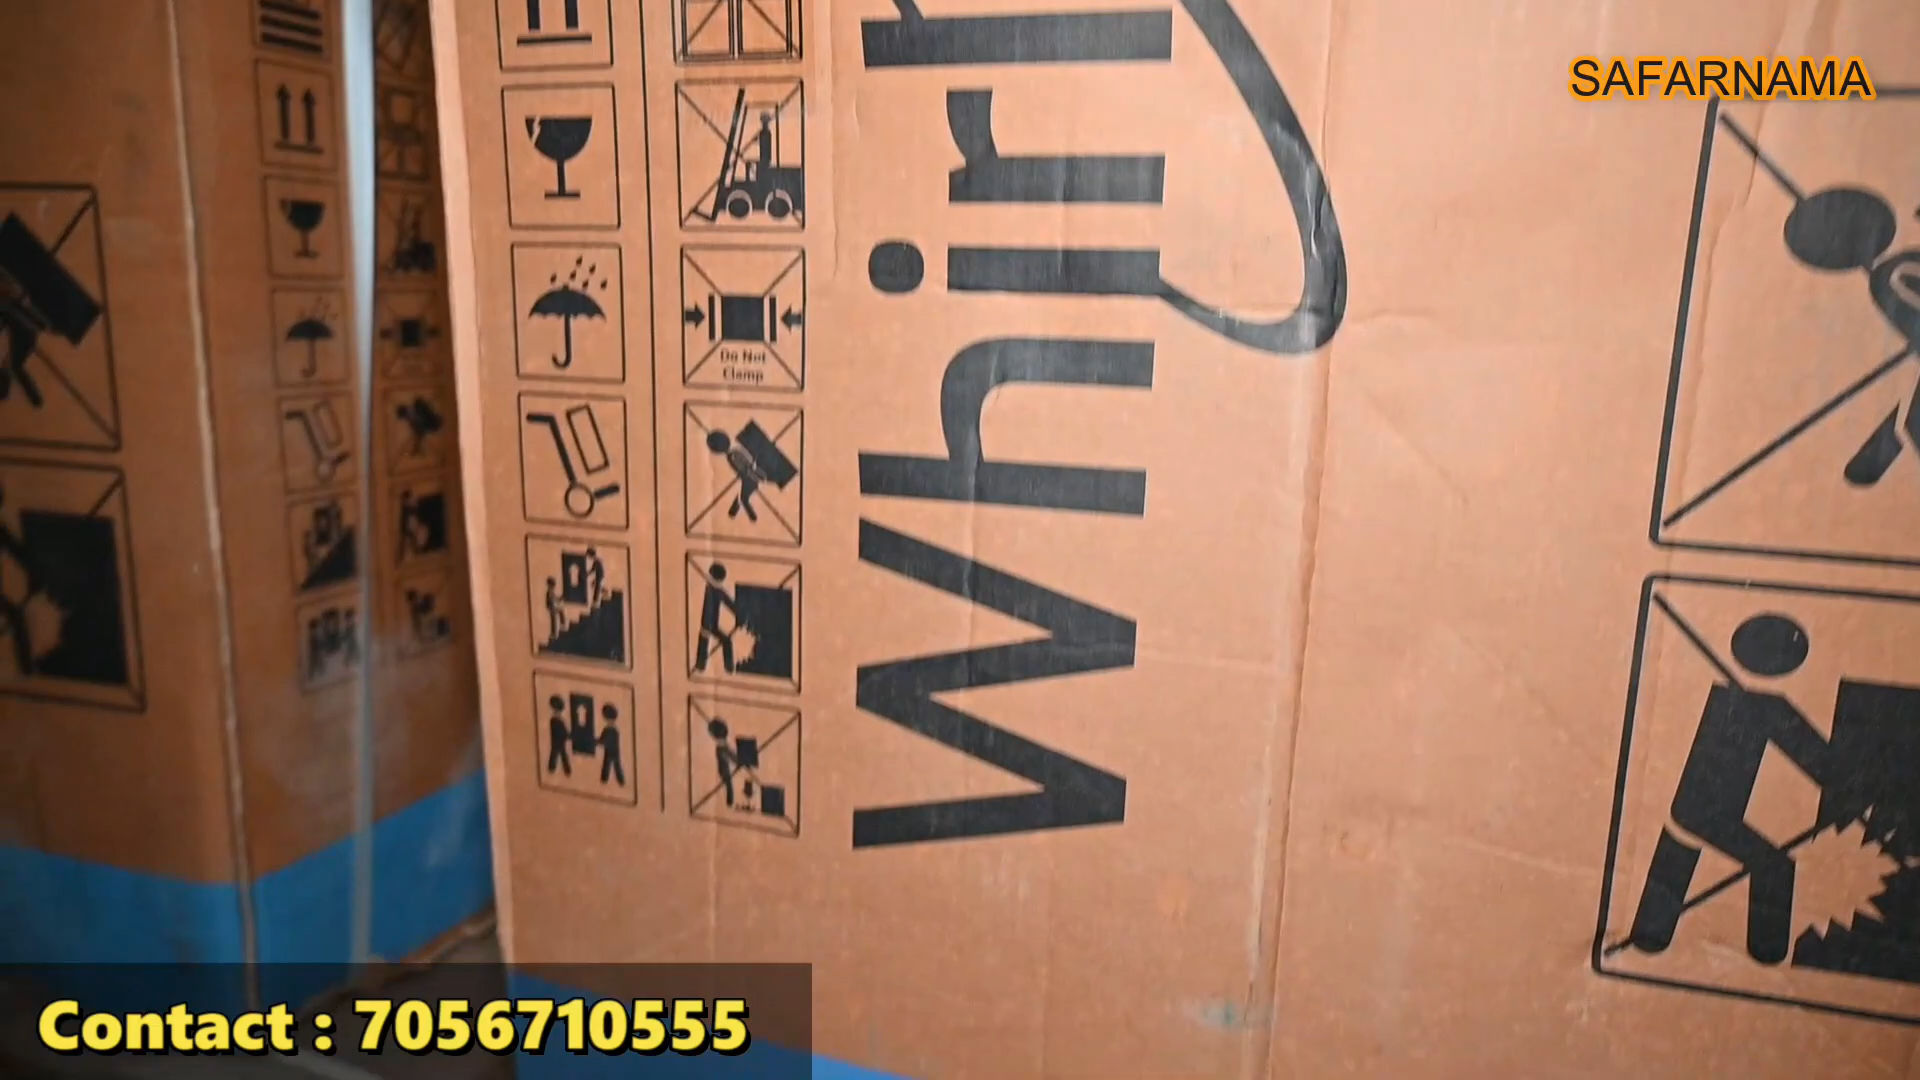 SAFARNAMA
Whirl
Do Not
Clamp
Contact : 7056710555